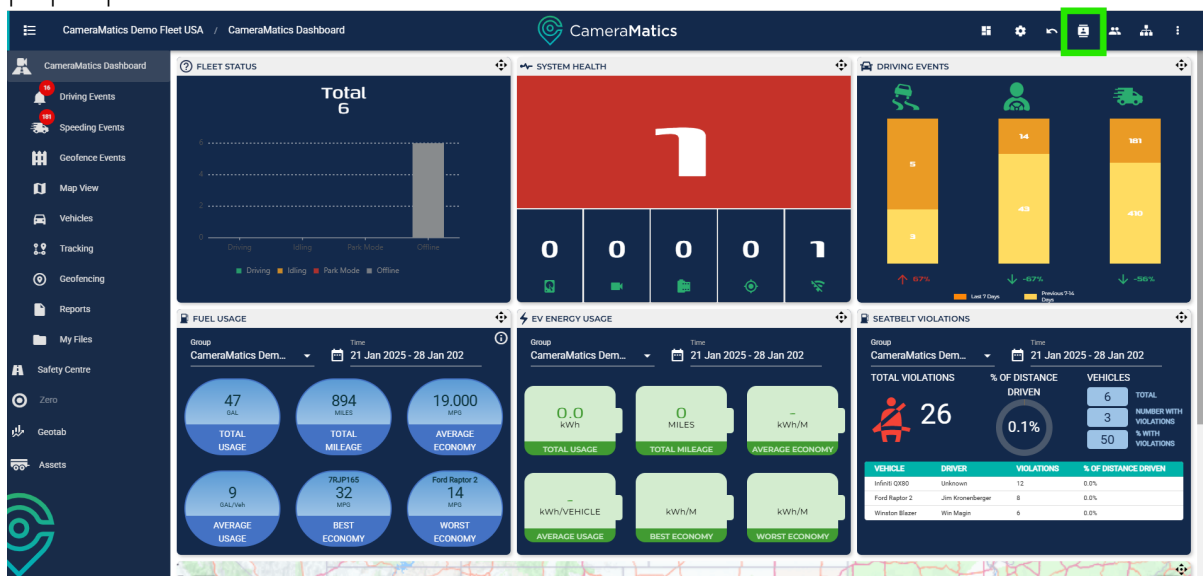 CameraMatics Demo Fleet USA / CameraMatics Dashboard
CameraMatics
CameraMatics Dashboard
16
Driving Events
181
Speeding Events
Geofence Events
Map View
Vehicles
Tracking
Geofencing
Reports
My Files
Safety Centre
Zero
Geotab
Assets
FLEET STATUS
Total
6
6
4
2
0
Driving Idling Park Mode Offline
Driving Idling Park Mode Offline
SYSTEM HEALTH
1
0 0 0 0 1
DRIVING EVENTS
5
3
14
43
181
410
67% -67% -56%
Last 7 Days
Previous 7-14 Days
FUEL USAGE
Group
CameraMatics Dem...
Time
21 Jan 2025 - 28 Jan 202
47
GAL
TOTAL USAGE
894
MILES
TOTAL MILEAGE
19.000
MPG
AVERAGE ECONOMY
9
GAL/Veh
AVERAGE USAGE
7RJP165
32
MPG
BEST ECONOMY
Ford Raptor 2
14
MPG
WORST ECONOMY
EV ENERGY USAGE
Group
CameraMatics Dem...
Time
21 Jan 2025 - 28 Jan 202
0.0
kWh
TOTAL USAGE
0
MILES
TOTAL MILEAGE
–
kWh/M
AVERAGE ECONOMY
–
kWh/VEHICLE
AVERAGE USAGE
kWh/M
BEST ECONOMY
kWh/M
WORST ECONOMY
SEATBELT VIOLATIONS
Group
CameraMatics Dem...
Time
21 Jan 2025 - 28 Jan 202
TOTAL VIOLATIONS
26
% OF DISTANCE DRIVEN
0.1%
VEHICLES
6 TOTAL
3 NUMBER WITH VIOLATIONS
50 % WITH VIOLATIONS
VEHICLE DRIVER VIOLATIONS % OF DISTANCE DRIVEN
Infiniti QX80 Unknown 12 0.0%
Ford Raptor 2 Jim Kronenberger 8 0.0%
Winston Blazer Win Magin 6 0.0%